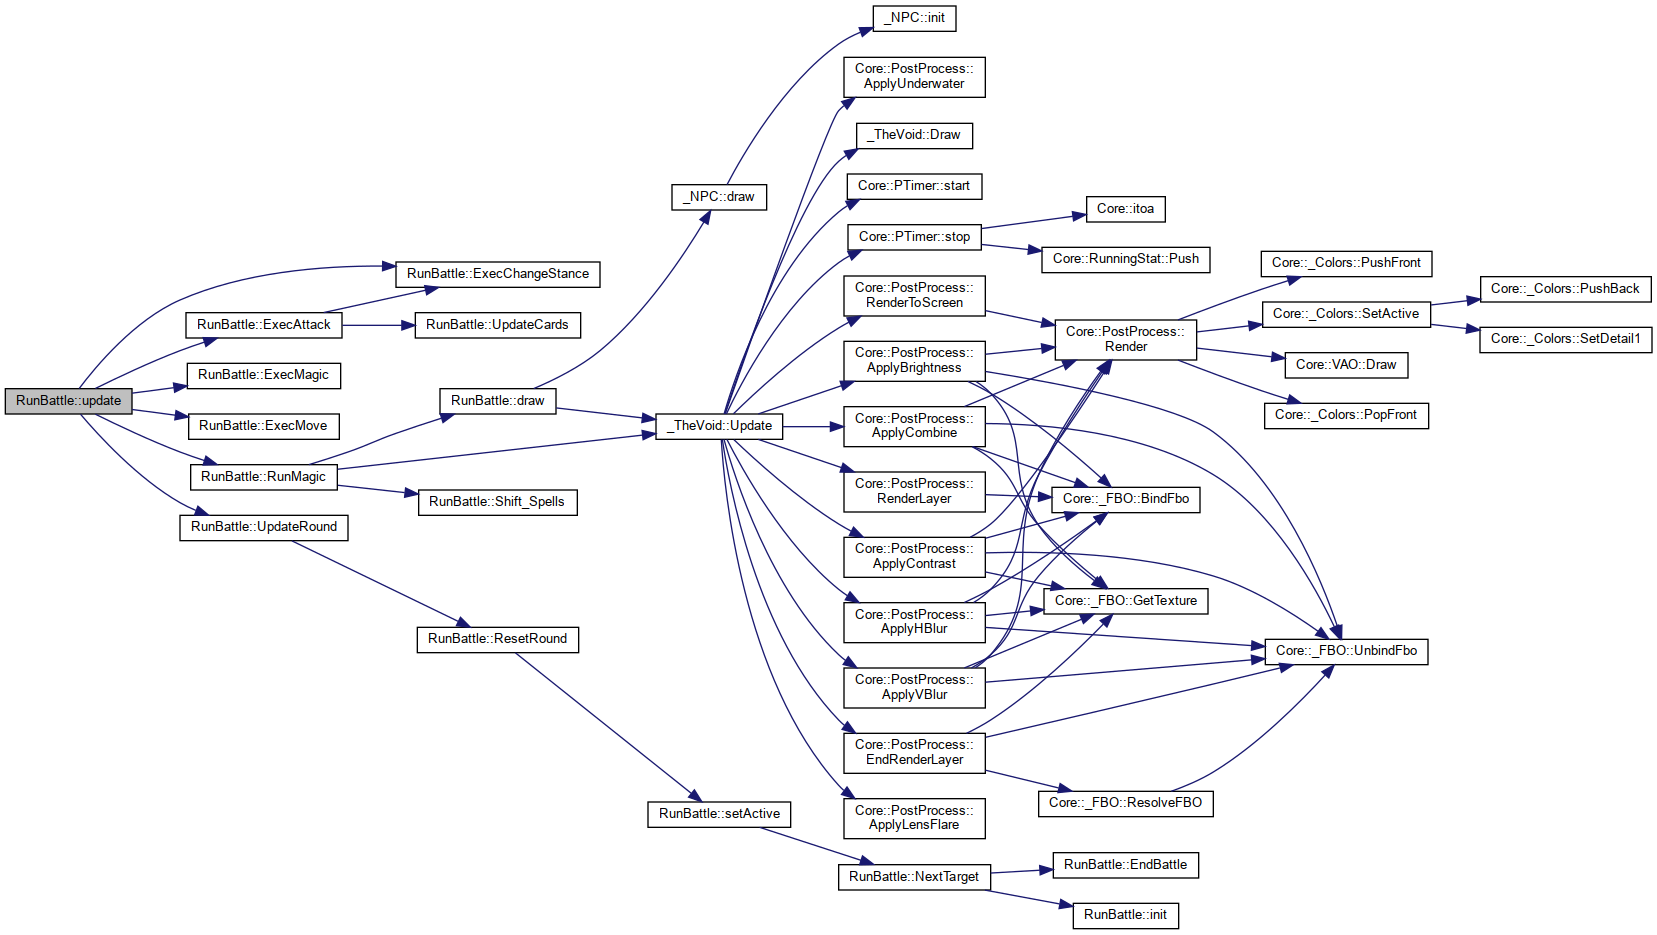 RunBattle::update
RunBattle::ExecChangeStance
RunBattle::ExecAttack
RunBattle::UpdateCards
RunBattle::ExecMagic
RunBattle::ExecMove
RunBattle::RunMagic
RunBattle::draw
RunBattle::Shift_Spells
RunBattle::UpdateRound
RunBattle::ResetRound
_NPC::draw
_NPC::init
_TheVoid::Update
Core::PostProcess::
ApplyUnderwater
_TheVoid::Draw
Core::PTimer::start
Core::PTimer::stop
Core::itoa
Core::RunningStat::Push
Core::PostProcess::
RenderToScreen
Core::PostProcess::
ApplyBrightness
Core::PostProcess::
ApplyCombine
Core::PostProcess::
RenderLayer
Core::PostProcess::
ApplyContrast
Core::PostProcess::
ApplyHBlur
Core::PostProcess::
ApplyVBlur
Core::PostProcess::
EndRenderLayer
Core::PostProcess::
ApplyLensFlare
Core::PostProcess::
Render
Core::_Colors::PushFront
Core::_Colors::SetActive
Core::_Colors::PushBack
Core::_Colors::SetDetail1
Core::VAO::Draw
Core::_Colors::PopFront
Core::_FBO::BindFbo
Core::_FBO::GetTexture
Core::_FBO::UnbindFbo
Core::_FBO::ResolveFBO
RunBattle::setActive
RunBattle::NextTarget
RunBattle::EndBattle
RunBattle::init